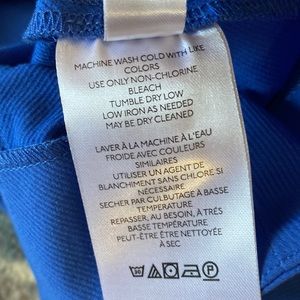 MACHINE WASH COLD WITH LIKE
COLORS
USE ONLY NON-CHLORINE
BLEACH
TUMBLE DRY LOW
LOW IRON AS NEEDED
MAY BE DRY CLEANED
LAVER À LA MACHINE À L'EAU
FROIDE AVEC COULEURS
SIMILAIRES
UTILISER UN AGENT DE
BLANCHIMENT SANS CHLORE SI
NÉCESSAIRE
SECHER PAR CULBUTAGE À BASSE
TEMPERATURE
REPASSER, AU BESOIN, À TRÈS
BASSE TEMPÉRATURE
PEUT-ÊTRE ÊTRE NETTOYÉE
À SEC